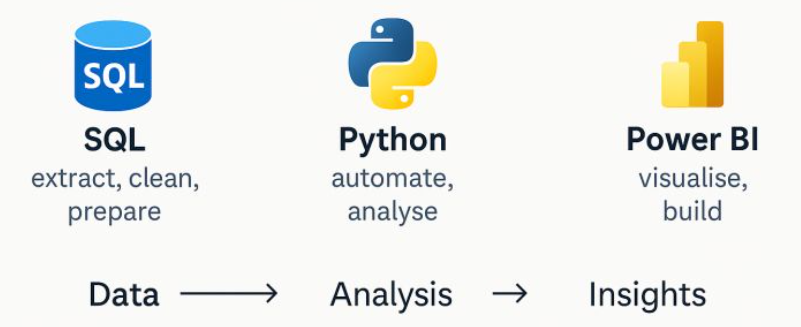 SQL
SQL
extract, clean,
prepare
Python
automate,
analyse
Power BI
visualise,
build
Data → Analysis → Insights